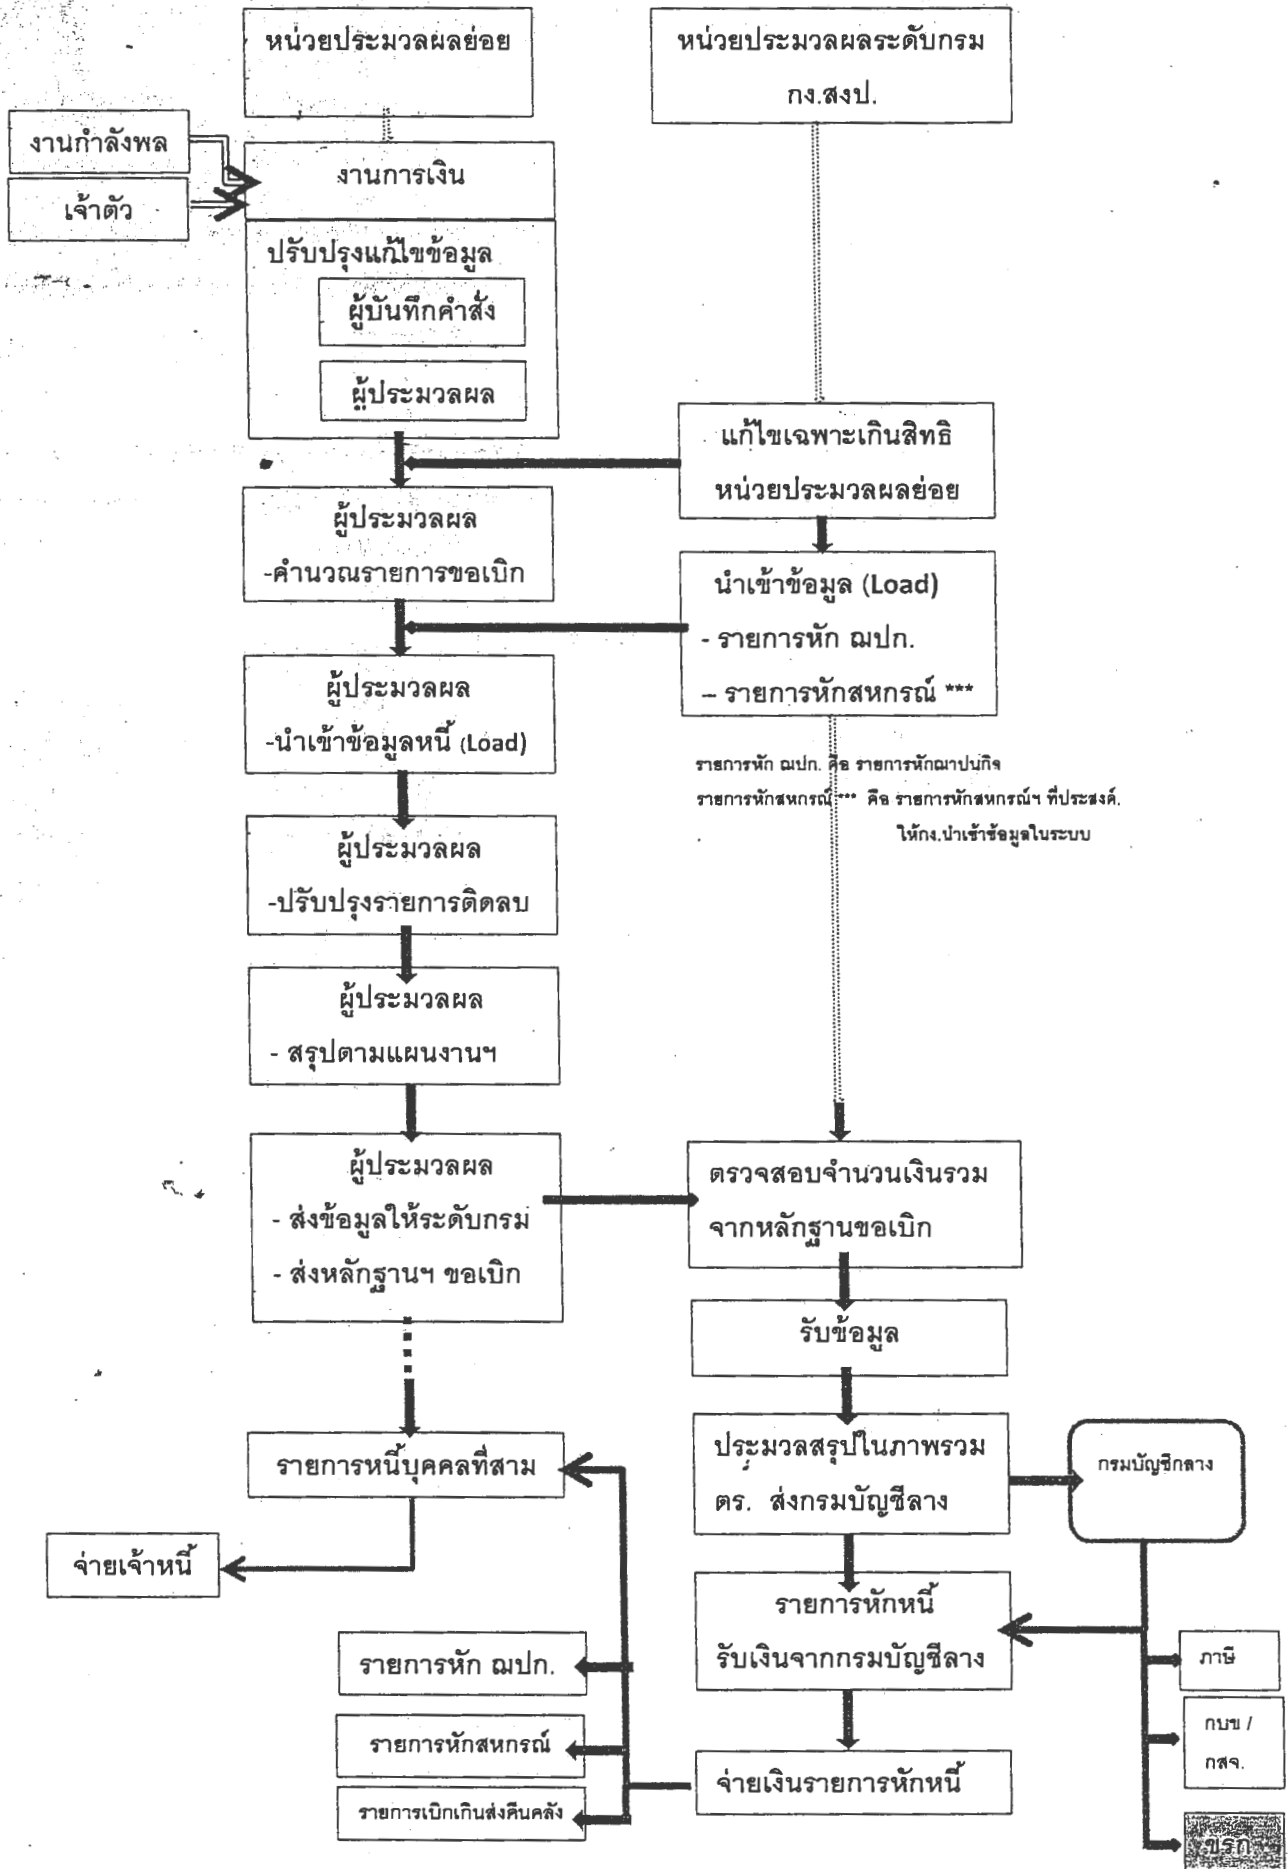 หน่วยประมวลผลย่อย
หน่วยประมวลผลระดับกรม
กง.สงป.
งานกำลังพล
เจ้าตัว
งานการเงิน
ปรับปรุงแก้ไขข้อมูล
ผู้บันทึกคำสั่ง
ผู้ประมวลผล
แก้ไขเฉพาะเกินสิทธิ
หน่วยประมวลผลย่อย
ผู้ประมวลผล
-คำนวณรายการขอเบิก
นำเข้าข้อมูล (Load)
- รายการหัก ฌปก.
– รายการหักสหกรณ์ ***
ผู้ประมวลผล
-นำเข้าข้อมูลหนี้ (Load)
รายการหัก ฌปก. คือ รายการหักฌาปนกิจ
รายการหักสหกรณ์ *** คือ รายการหักสหกรณ์ฯ ที่ประสงค์.
ให้กง.นำเข้าข้อมูลในระบบ
ผู้ประมวลผล
-ปรับปรุงรายการติดลบ
ผู้ประมวลผล
- สรุปตามแผนงานฯ
ผู้ประมวลผล
- ส่งข้อมูลให้ระดับกรม
- ส่งหลักฐานฯ ขอเบิก
ตรวจสอบจำนวนเงินรวม
จากหลักฐานขอเบิก
รับข้อมูล
ประมวลสรุปในภาพรวม
ตร. ส่งกรมบัญชีลาง
กรมบัญชีกลาง
รายการหนี้บุคคลที่สาม
จ่ายเจ้าหนี้
รายการหักหนี้
รับเงินจากกรมบัญชีลาง
รายการหัก ฌปก.
รายการหักสหกรณ์
รายการเบิกเกินส่งคืนคลัง
จ่ายเงินรายการหักหนี้
ภาษี
กบข /
กสจ.
ขรก